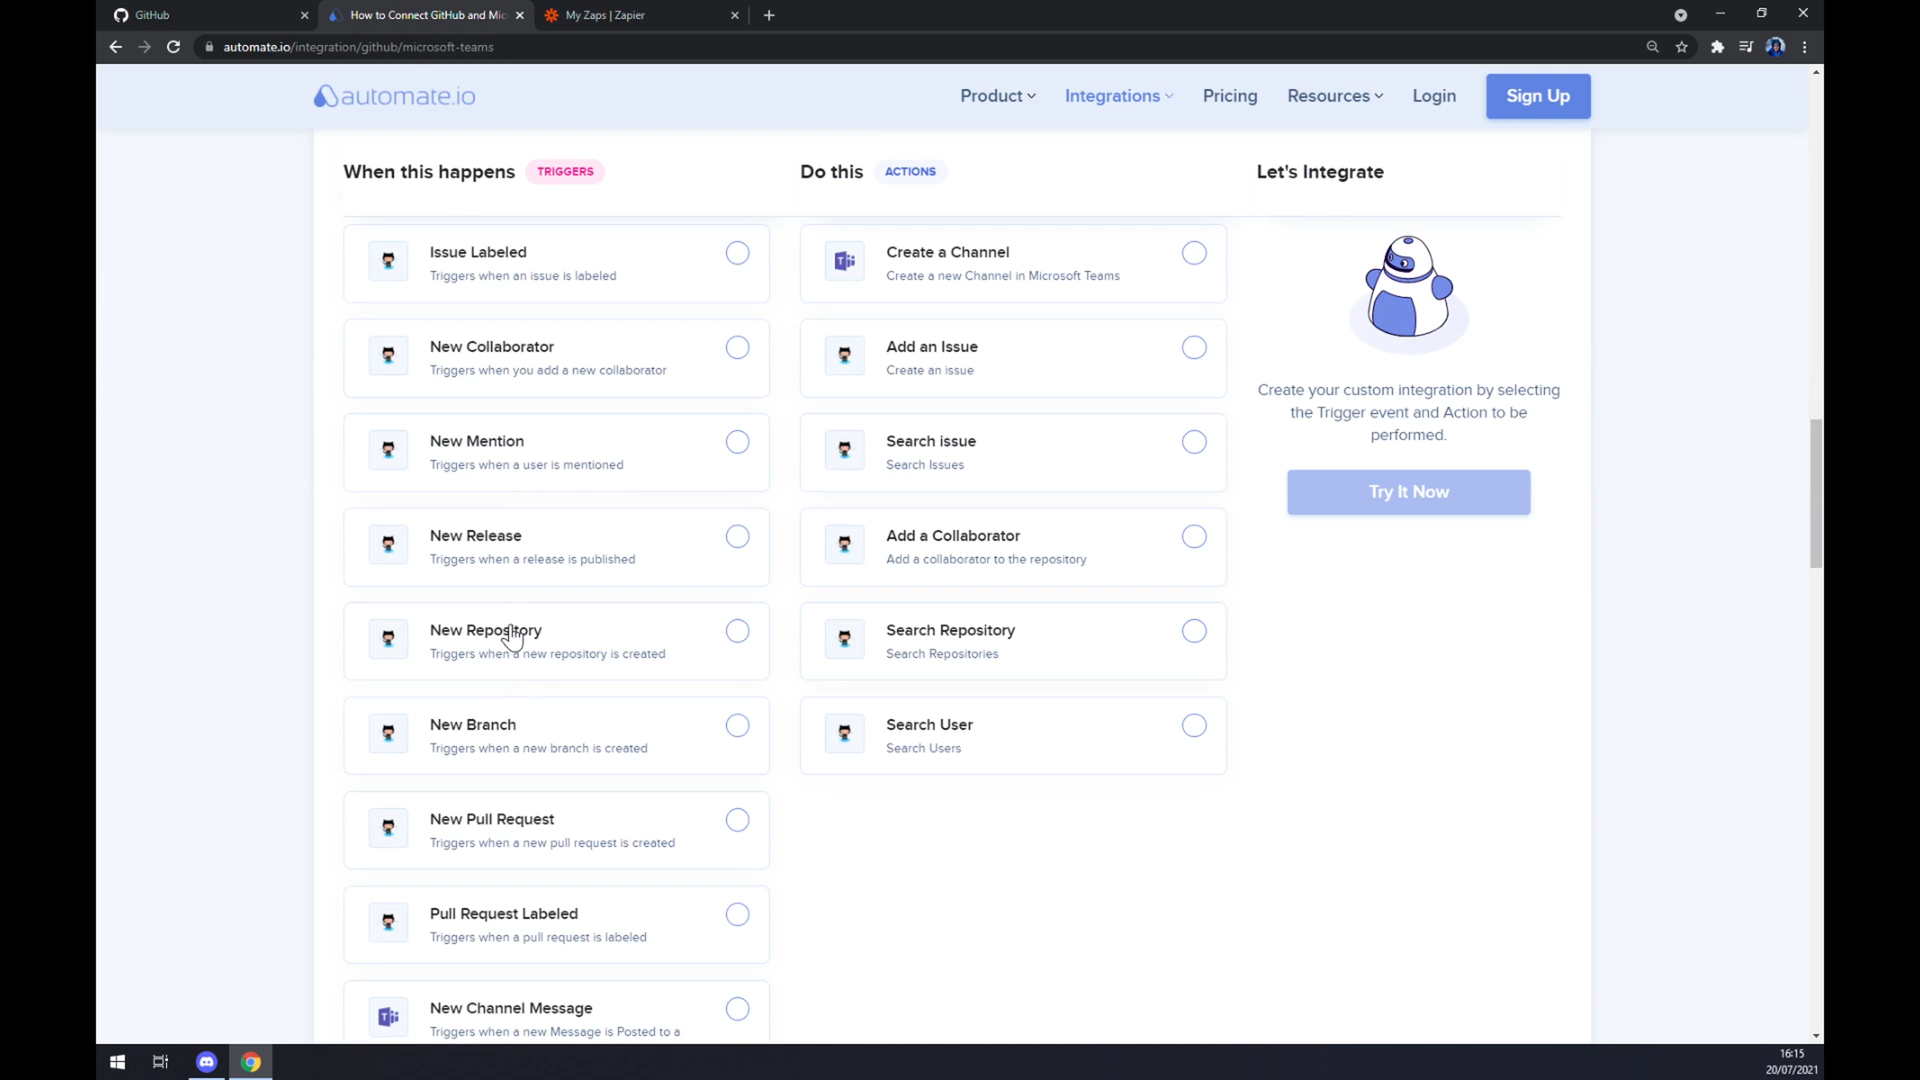 GitHub
How to Connect GitHub and Mic
My Zaps | Zapier
automate.io/integration/github/microsoft-teams
automate.io
Product
Integrations
Pricing
Resources
Login
Sign Up
When this happens
TRIGGERS
Do this
ACTIONS
Let's Integrate
Issue Labeled
Triggers when an issue is labeled
New Collaborator
Triggers when you add a new collaborator
New Mention
Triggers when a user is mentioned
New Release
Triggers when a release is published
New Repository
Triggers when a new repository is created
New Branch
Triggers when a new branch is created
New Pull Request
Triggers when a new pull request is created
Pull Request Labeled
Triggers when a pull request is labeled
New Channel Message
Triggers when a new Message is Posted to a
Create a Channel
Create a new Channel in Microsoft Teams
Add an Issue
Create an issue
Search issue
Search Issues
Add a Collaborator
Add a collaborator to the repository
Search Repository
Search Repositories
Search User
Search Users
Create your custom integration by selecting
the Trigger event and Action to be
performed.
Try It Now
16:15
20/07/2021